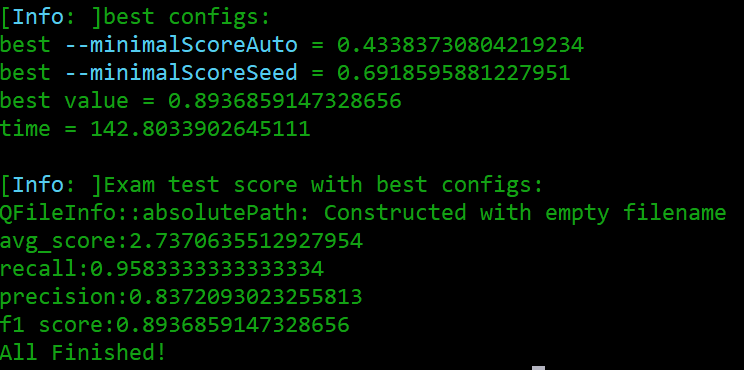 [Info: ]best configs:
best --minimalScoreAuto = 0.43383730804219234
best --minimalScoreSeed = 0.6918595881227951
best value = 0.8936859147328656
time = 142.8033902645111
[Info: ]Exam test score with best configs:
QFileInfo::absolutePath: Constructed with empty filename
avg_score:2.7370635512927954
recall:0.9583333333333334
precision:0.8372093023255813
f1 score:0.8936859147328656
All Finished!